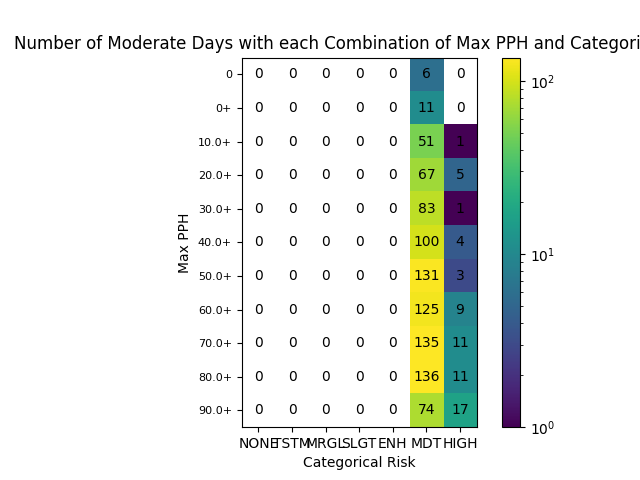 Number of Moderate Days with each Combination of Max PPH and Categori
0 0 0 0 0 0 6 0
0+ 0 0 0 0 0 11 0
10.0+ 0 0 0 0 0 51 1
20.0+ 0 0 0 0 0 67 5
30.0+ 0 0 0 0 0 83 1
40.0+ 0 0 0 0 0 100 4
50.0+ 0 0 0 0 0 131 3
60.0+ 0 0 0 0 0 125 9
70.0+ 0 0 0 0 0 135 11
80.0+ 0 0 0 0 0 136 11
90.0+ 0 0 0 0 0 74 17
NONE TSTM MRGL SLGT ENH MDT HIGH
Categorical Risk
Max PPH
10²
10¹
10⁰